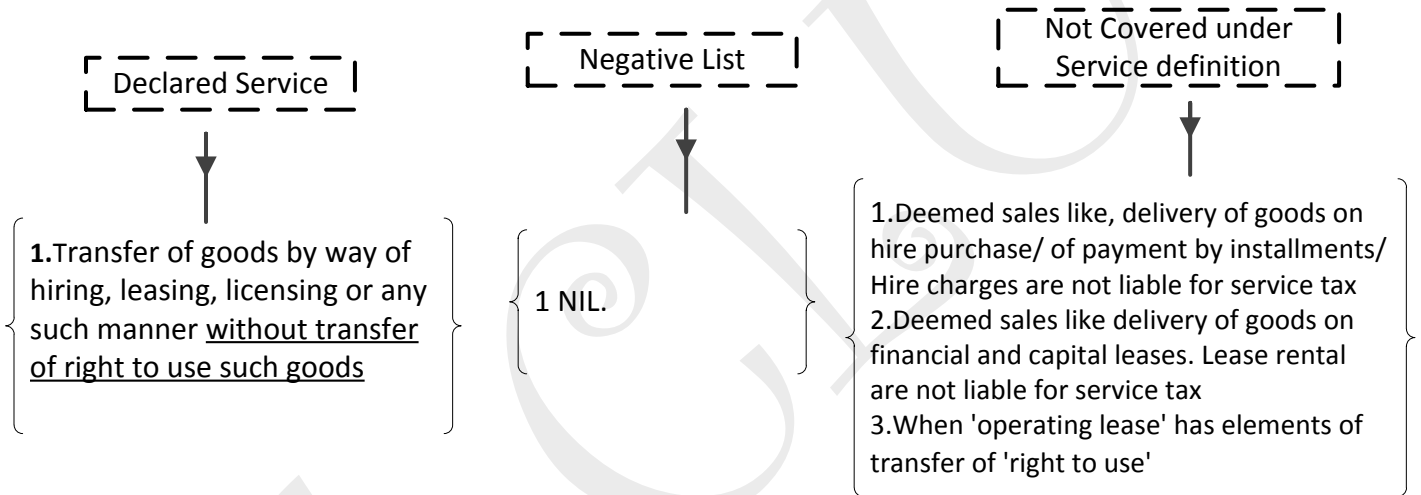 Declared Service
1.Transfer of goods by way of
hiring, leasing, licensing or any
such manner without transfer
of right to use such goods
Negative List
1 NIL.
Not Covered under
Service definition
1.Deemed sales like, delivery of goods on
hire purchase/ of payment by installments/
Hire charges are not liable for service tax
2.Deemed sales like delivery of goods on
financial and capital leases. Lease rental
are not liable for service tax
3.When 'operating lease' has elements of
transfer of 'right to use'